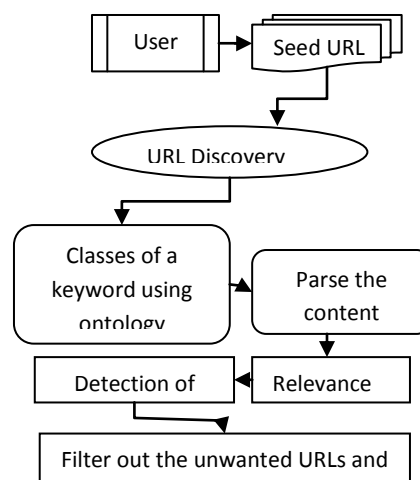 User
Seed URL
URL Discovery
Classes of a
keyword using
ontology
Parse the
content
Relevance
Detection of
Filter out the unwanted URLs and